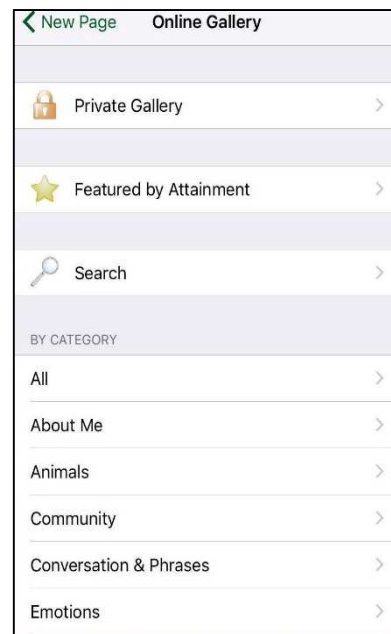 New Page Online Gallery
Private Gallery
Featured by Attainment
Search
BY CATEGORY
All
About Me
Animals
Community
Conversation & Phrases
Emotions